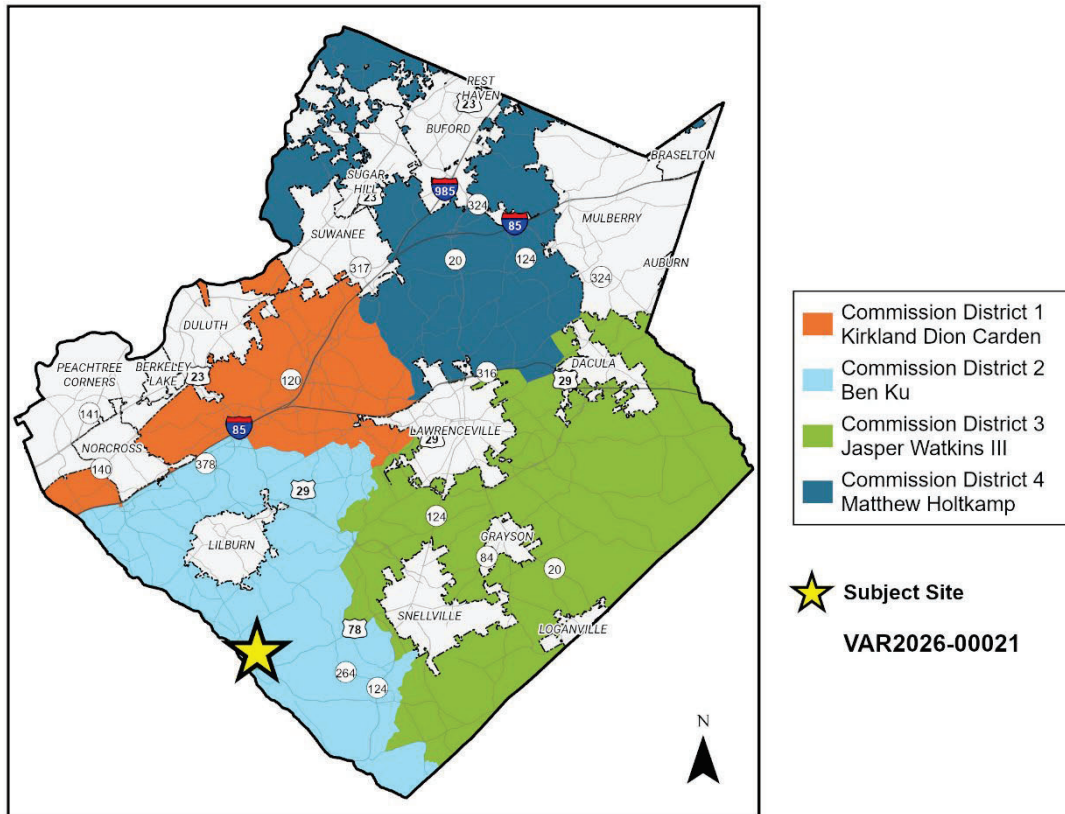 REST
HAVEN
23
BUFORD
BRASELTON
SUGAR
HILL
23
985
324
85
MULBERRY
SUWANEE
317
20
124
324
AUBURN
DULUTH
PEACHTREE
CORNERS
BERKELEY
LAKE
23
120
316
DACULA
29
141
NORCROSS
85
LAWRENCEVILLE
29
140
378
29
124
LILBURN
GRAYSON
84
20
SNELLVILLE
78
LOGANVILLE
264
124
N
Commission District 1
Kirkland Dion Carden
Commission District 2
Ben Ku
Commission District 3
Jasper Watkins III
Commission District 4
Matthew Holtkamp
Subject Site
VAR2026-00021